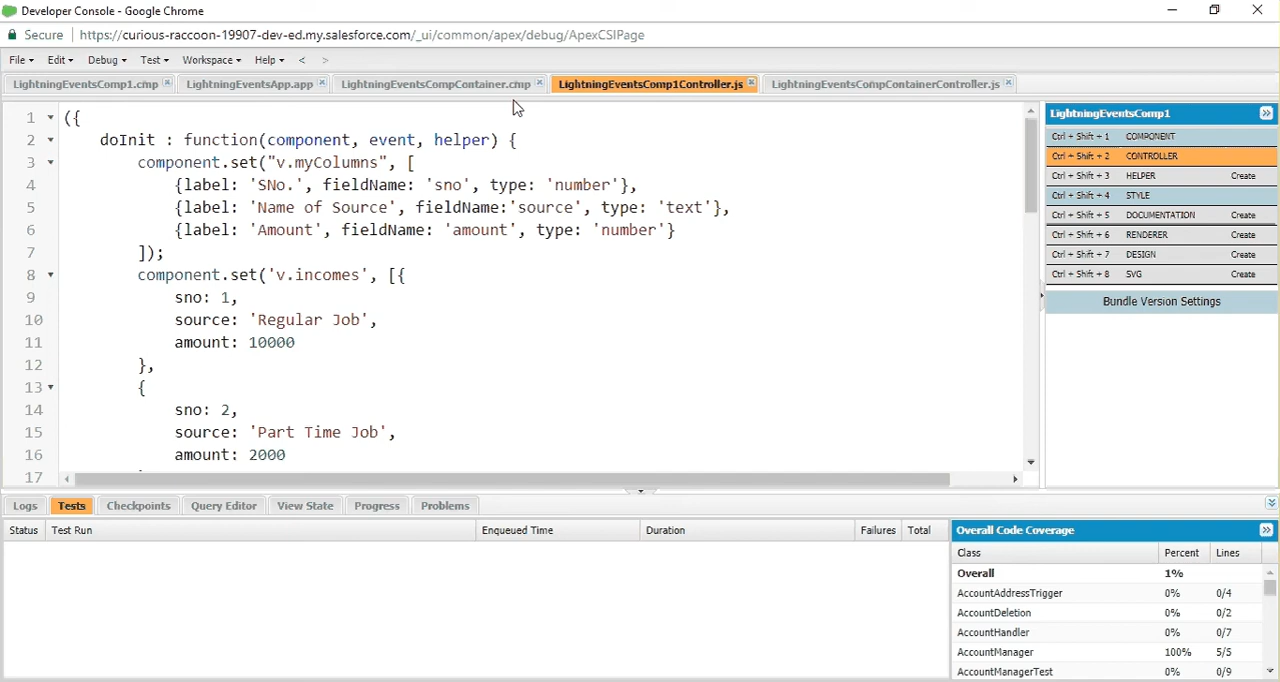 Developer Console - Google Chrome
Secure | https://curious-raccoon-19907-dev-ed.my.salesforce.com/_ui/common/apex/debug/ApexCSIPage
File Edit Debug Test Workspace Help < >
LightningEventsComp1.cmp LightningEventsApp.app LightningEventsCompContainer.cmp LightningEventsComp1Controller.js LightningEventsCompContainerController.js
1 ({
2 doInit : function(component, event, helper) {
3 component.set("v.myColumns", [
4 {label: 'SNo.', fieldName: 'sno', type: 'number'},
5 {label: 'Name of Source', fieldName:'source', type: 'text'},
6 {label: 'Amount', fieldName: 'amount', type: 'number'}
7 ]);
8 component.set('v.incomes', [{
9 sno: 1,
10 source: 'Regular Job',
11 amount: 10000
12 },
13 {
14 sno: 2,
15 source: 'Part Time Job',
16 amount: 2000
17
LightningEventsComp1
Ctrl + Shift + 1 COMPONENT
Ctrl + Shift + 2 CONTROLLER
Ctrl + Shift + 3 HELPER Create
Ctrl + Shift + 4 STYLE
Ctrl + Shift + 5 DOCUMENTATION Create
Ctrl + Shift + 6 RENDERER Create
Ctrl + Shift + 7 DESIGN Create
Ctrl + Shift + 8 SVG Create
Bundle Version Settings
Logs Tests Checkpoints Query Editor View State Progress Problems
Status Test Run Enqueued Time Duration Failures Total
Overall Code Coverage
Class Percent Lines
Overall 1%
AccountAddressTrigger 0% 0/4
AccountDeletion 0% 0/2
AccountHandler 0% 0/7
AccountManager 100% 5/5
AccountManagerTest 0% 0/9